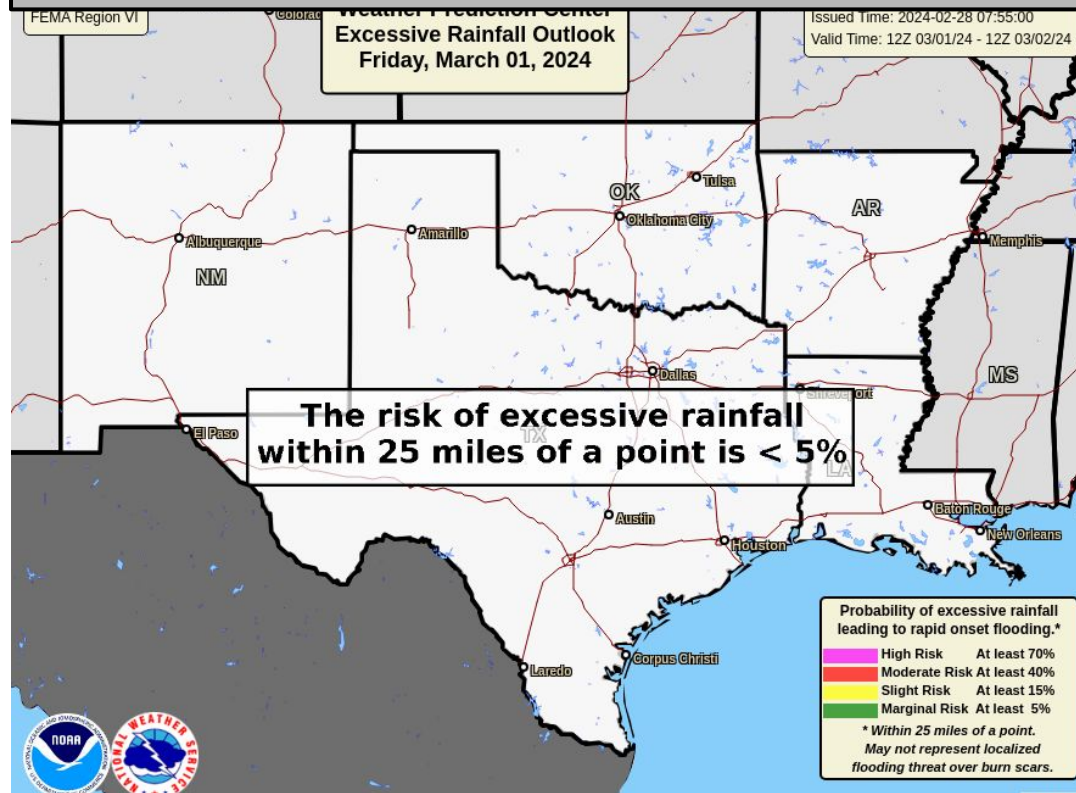 FEMA Region VI
Weather Prediction Center
Excessive Rainfall Outlook
Friday, March 01, 2024
Issued Time: 2024-02-28 07:55:00
Valid Time: 12Z 03/01/24 - 12Z 03/02/24
Colorad
Tulsa
OK
AR
Oklahoma City
Amarillo
Albuquerque
Memphis
NM
Dallas
MS
Shreveport
The risk of excessive rainfall
within 25 miles of a point is < 5%
El Paso
TX
LA
Austin
Baton Rouge
New Orleans
Houston
Laredo
Corpus Christi
Probability of excessive rainfall
leading to rapid onset flooding.*
High Risk At least 70%
Moderate Risk At least 40%
Slight Risk At least 15%
Marginal Risk At least 5%
* Within 25 miles of a point.
May not represent localized
flooding threat over burn scars.
NOAA
NATIONAL WEATHER SERVICE